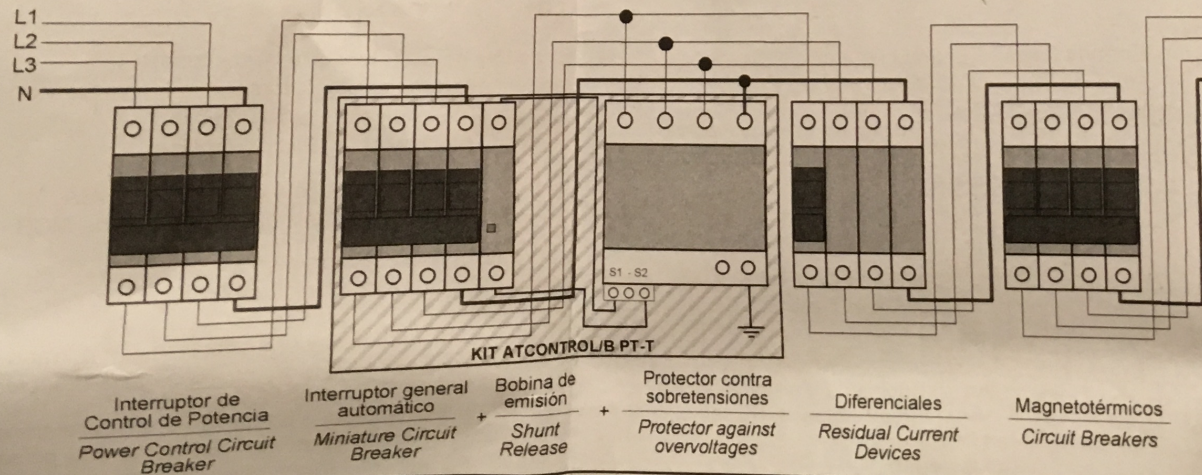 L1
L2
L3
N
S1 - S2
KIT ATCONTROL/B PT-T
Interruptor de
Control de Potencia
Power Control Circuit
Breaker
Interruptor general
automático
Miniature Circuit
Breaker
+
Bobina de
emisión
Shunt
Release
+
Protector contra
sobretensiones
Protector against
overvoltages
Diferenciales
Residual Current
Devices
Magnetotérmicos
Circuit Breakers